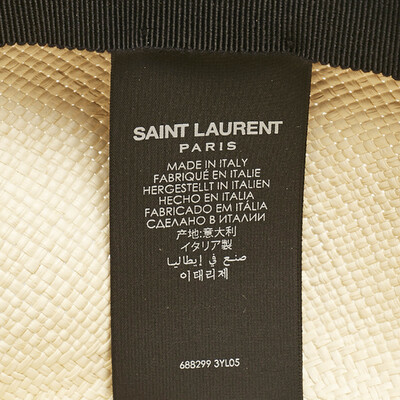 SAINT LAURENT
PARIS
MADE IN ITALY
FABRIQUÉ EN ITALIE
HERGESTELLT IN ITALIEN
HECHO EN ITALIA
FABRICADO EM ITÁLIA
СДЕЛАНО В ИТАЛИИ
产地:意大利
イタリア製
صنع في إيطاليا
이태리제
688299 3YL05